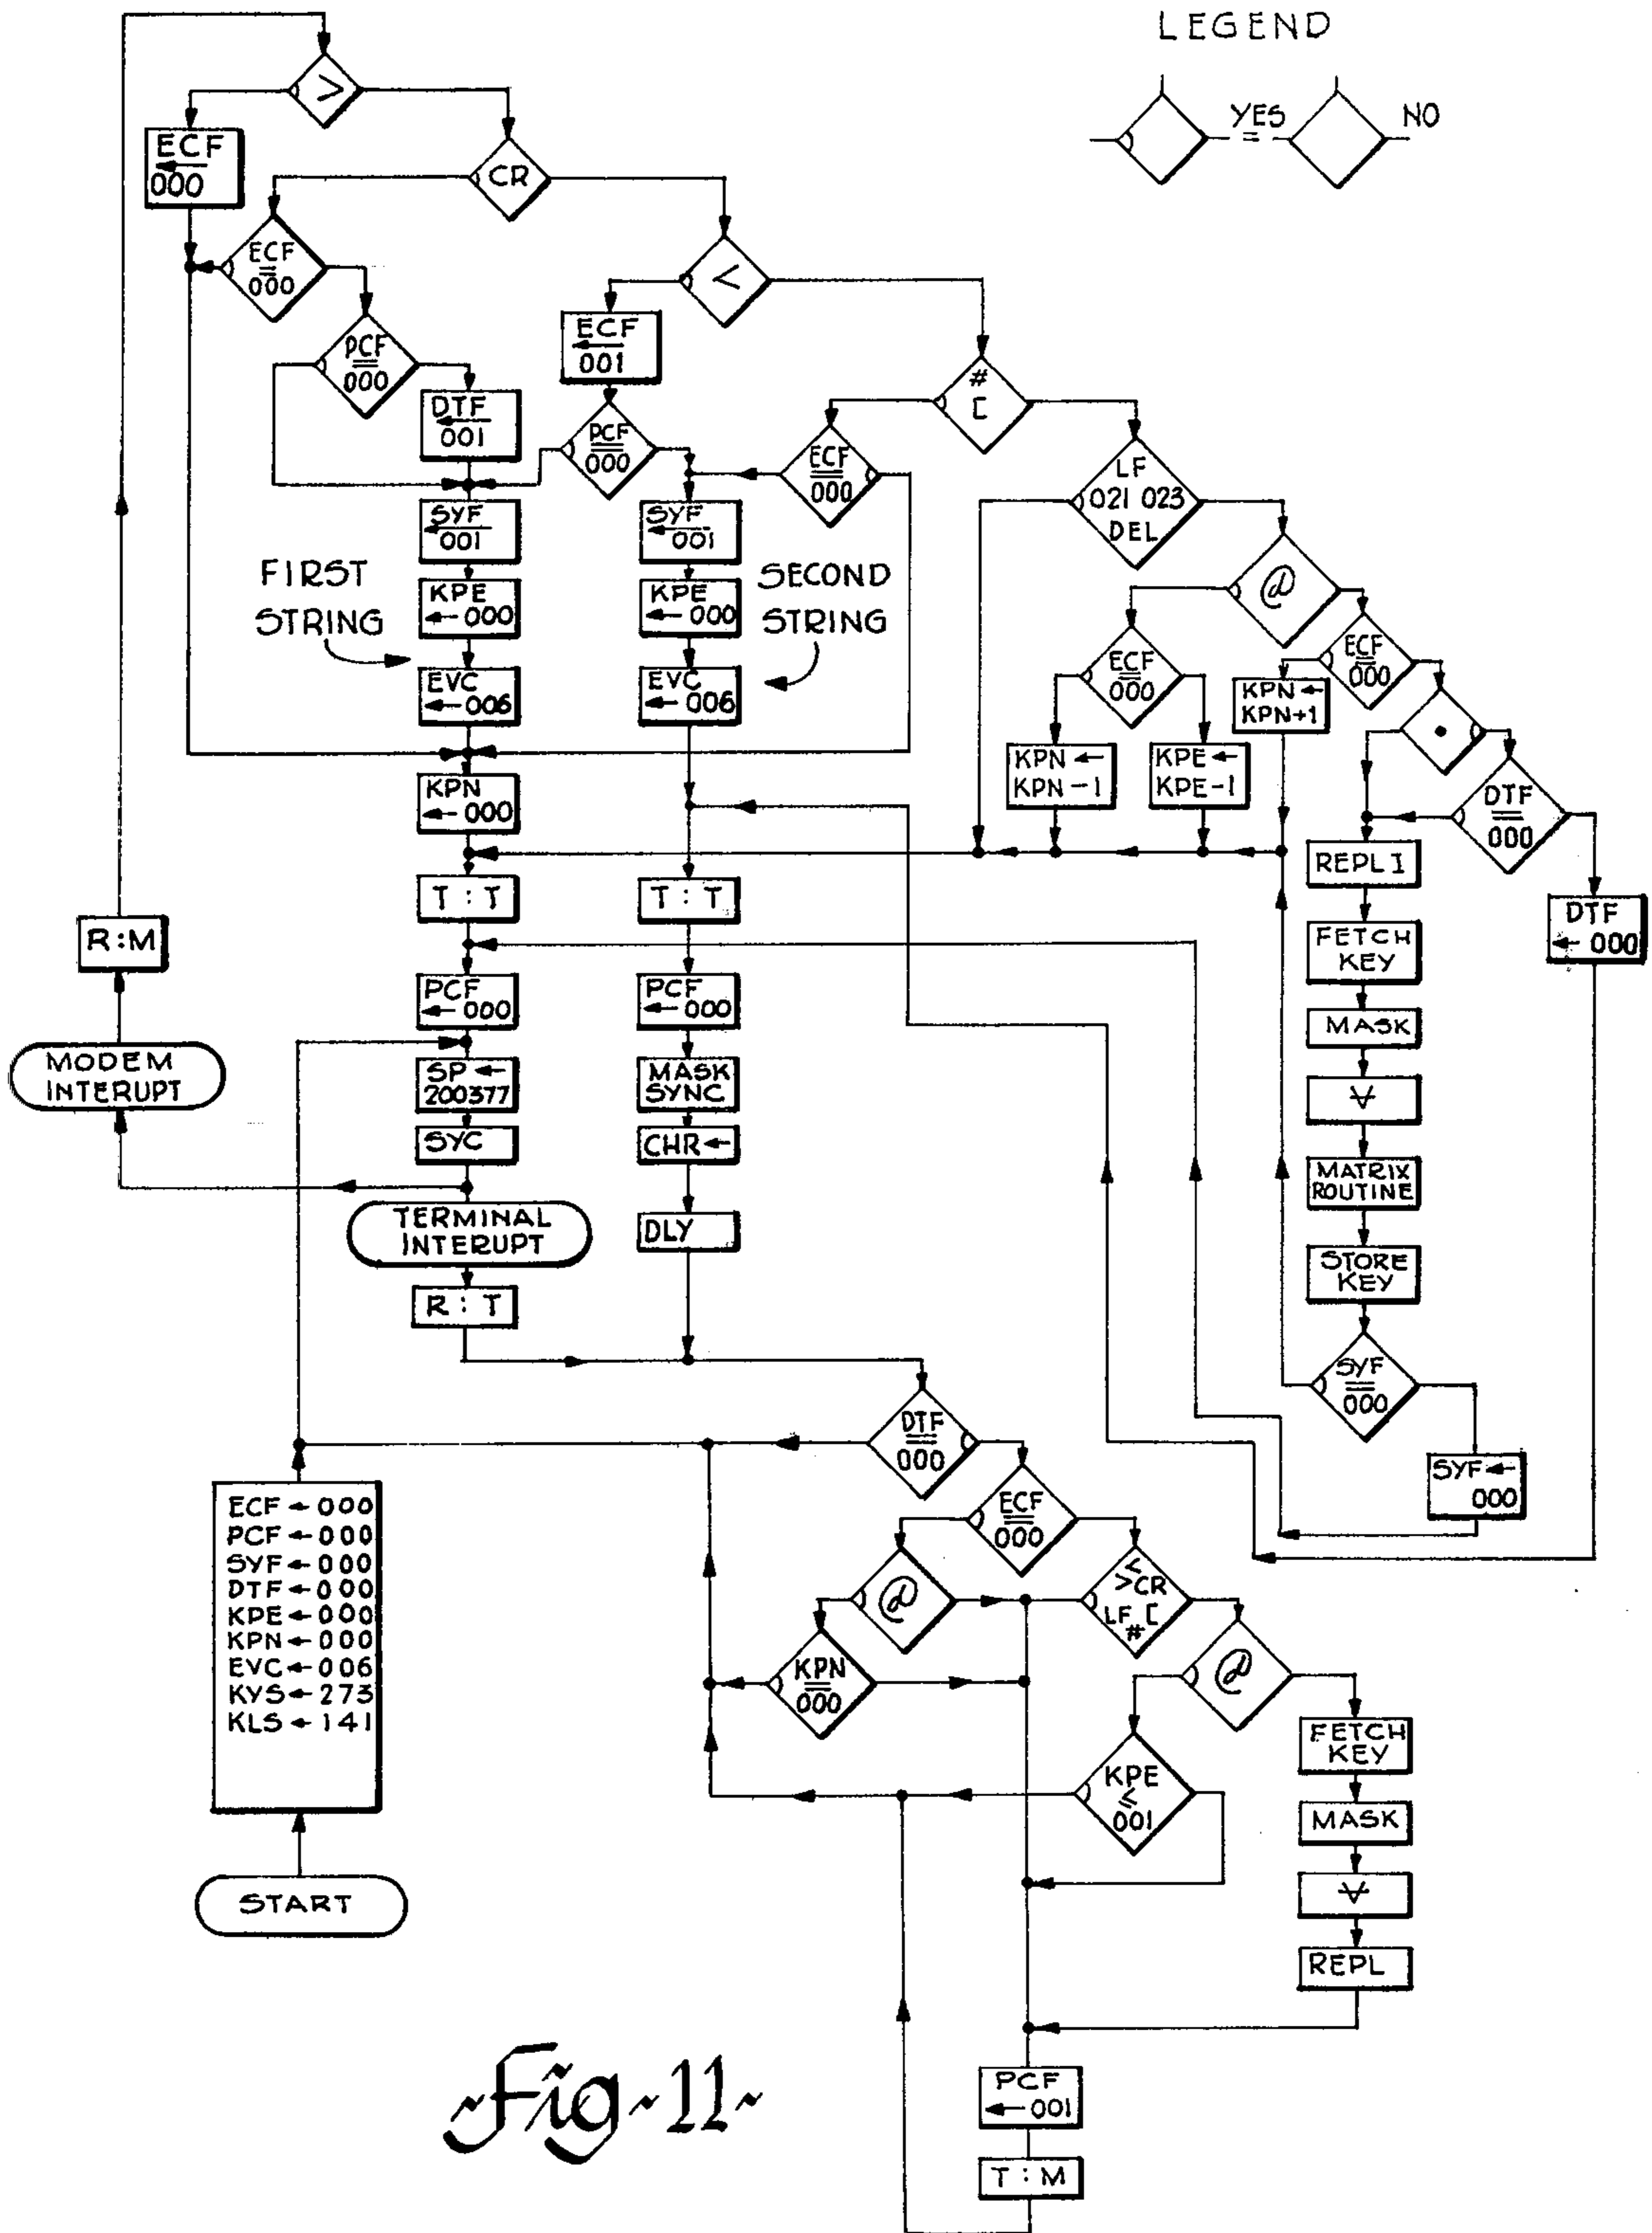 LEGEND
YES
=
NO
>
ECF
←
000
CR
ECF
=
000
<
PCF
=
000
ECF
←
001
#
[
DTF
←
001
PCF
=
000
ECF
=
000
LF
021 023
DEL
SYF
←
001
SYF
←
001
FIRST
STRING
SECOND
STRING
@
KPE
←000
KPE
←000
ECF
=
000
ECF
=
000
KPN←
KPN+1
EVC
←006
EVC
←006
•
KPN←
KPN-1
KPE←
KPE-1
KPN
←000
DTF
=
000
REPL I
T : T
T : T
DTF
←000
R:M
FETCH
KEY
PCF
←000
PCF
←000
MASK
MODEM
INTERUPT
SP←
200377
MASK
SYNC
∀
SYC
CHR←
MATRIX
ROUTINE
TERMINAL
INTERUPT
DLY
STORE
KEY
R : T
SYF
=
000
DTF
=
000
SYF←
000
ECF←000
PCF←000
SYF←000
DTF←000
KPE←000
KPN←000
EVC←006
KYS←273
KLS←141
ECF
=
000
@
<
>CR
LF [
#
KPN
=
000
@
FETCH
KEY
KPE
≤
001
MASK
START
∀
REPL
PCF
←001
T : M
~Fig~11~